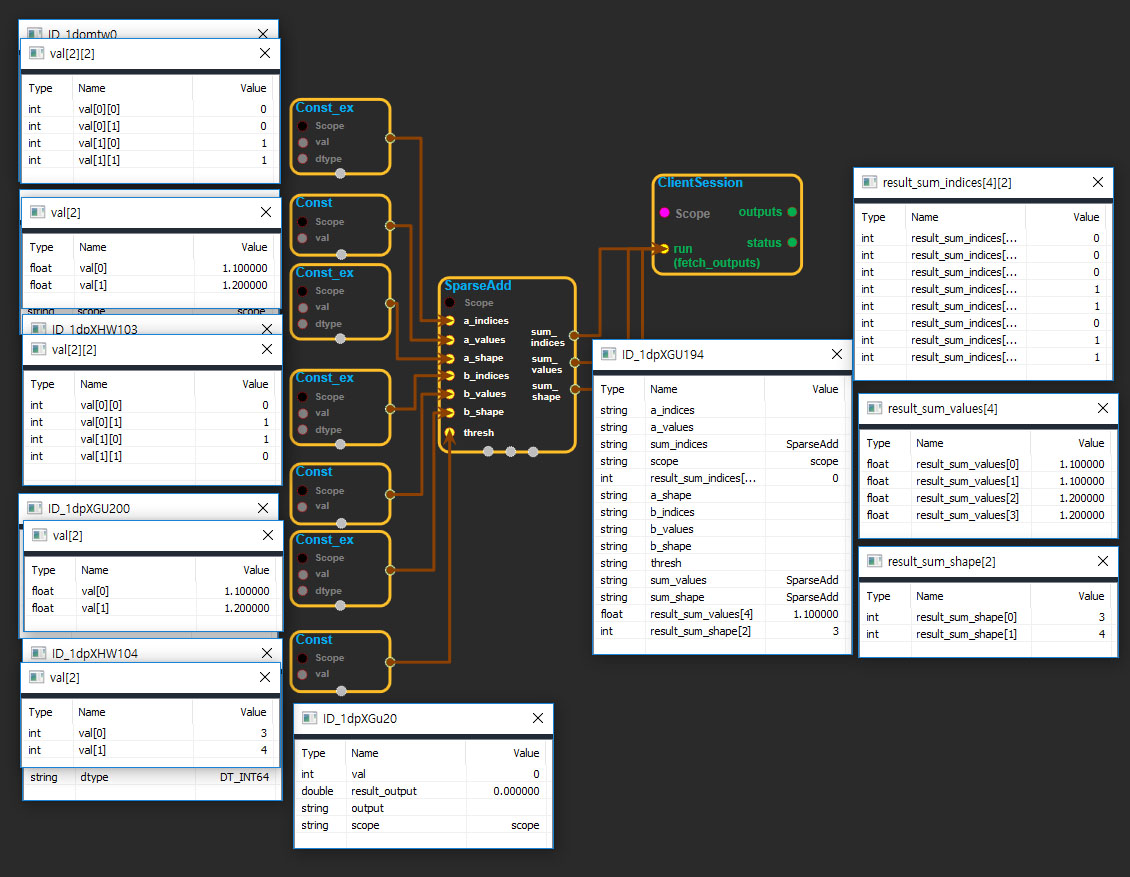 ID_1domtw0
val[2][2]
Type Name Value
int val[0][0] 0
int val[0][1] 0
int val[1][0] 1
int val[1][1] 1
val[2]
Type Name Value
float val[0] 1.100000
float val[1] 1.200000
string scope scope
ID_1dpXHW103
val[2][2]
Type Name Value
int val[0][0] 0
int val[0][1] 1
int val[1][0] 1
int val[1][1] 0
ID_1dpXGU200
val[2]
Type Name Value
float val[0] 1.100000
float val[1] 1.200000
ID_1dpXHW104
val[2]
Type Name Value
int val[0] 3
int val[1] 4
string dtype DT_INT64
Const_ex
Scope
val
dtype
Const
Scope
val
Const_ex
Scope
val
dtype
Const_ex
Scope
val
dtype
Const
Scope
val
Const_ex
Scope
val
dtype
Const
Scope
val
ID_1dpXGu20
Type Name Value
int val 0
double result_output 0.000000
string output
string scope scope
SparseAdd
Scope
a_indices
a_values
a_shape
b_indices
b_values
b_shape
thresh
sum_
indices
sum_
values
sum_
shape
ClientSession
Scope outputs
status
run
(fetch_outputs)
ID_1dpXGU194
Type Name Value
string a_indices
string a_values
string sum_indices SparseAdd
string scope scope
int result_sum_indices[... 0
string a_shape
string b_indices
string b_values
string b_shape
string thresh
string sum_values SparseAdd
string sum_shape SparseAdd
float result_sum_values[4] 1.100000
int result_sum_shape[2] 3
result_sum_indices[4][2]
Type Name Value
int result_sum_indices[... 0
int result_sum_indices[... 0
int result_sum_indices[... 0
int result_sum_indices[... 1
int result_sum_indices[... 1
int result_sum_indices[... 0
int result_sum_indices[... 1
int result_sum_indices[... 1
result_sum_values[4]
Type Name Value
float result_sum_values[0] 1.100000
float result_sum_values[1] 1.100000
float result_sum_values[2] 1.200000
float result_sum_values[3] 1.200000
result_sum_shape[2]
Type Name Value
int result_sum_shape[0] 3
int result_sum_shape[1] 4